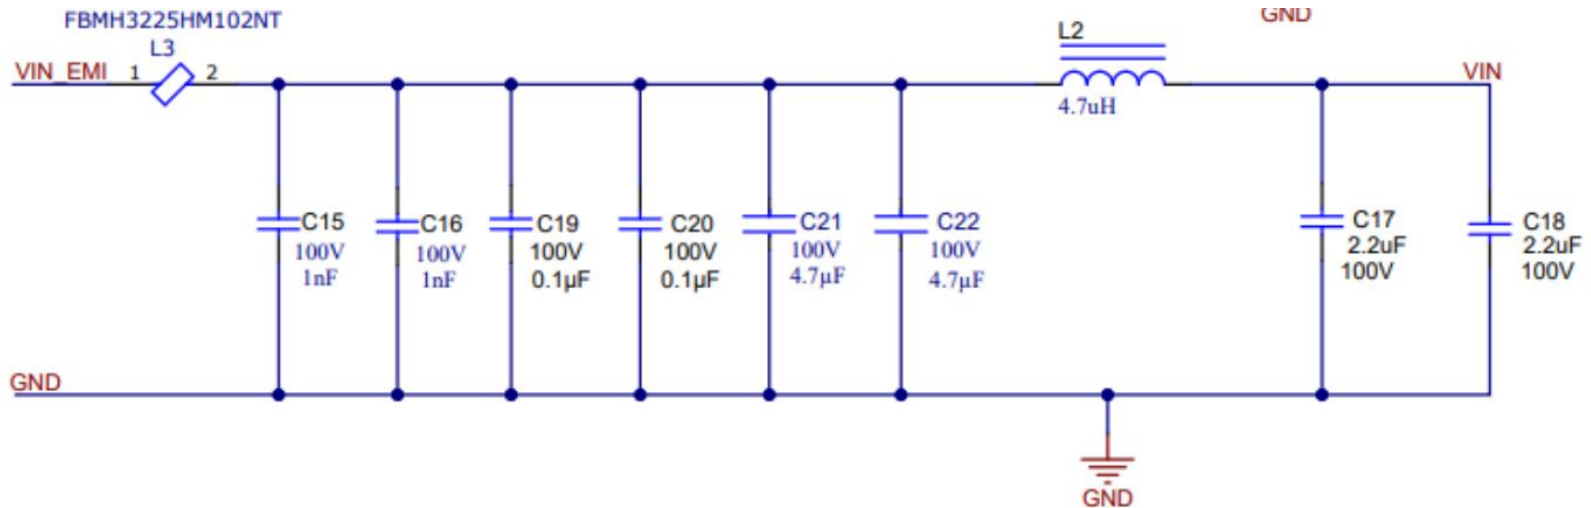 FBMH3225HM102NT
GND
L3
L2
VIN_EMI 1 2
VIN
4.7uH
C15
100V
1nF
C16
100V
1nF
C19
100V
0.1µF
C20
100V
0.1µF
C21
100V
4.7µF
C22
100V
4.7µF
C17
2.2uF
100V
C18
2.2uF
100V
GND
GND